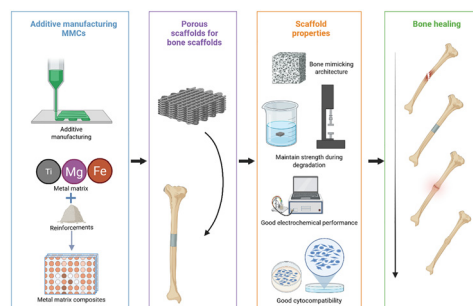 Additive manufacturing
MMCs
Additive
manufacturing
Ti
Mg
Fe
Metal matrix
+
Reinforcements
Metal matrix composites
Porous
scaffolds for
bone scaffolds
Scaffold
properties
Bone mimicking
architecture
Maintain strength during
degradation
Good electrochemical performance
Good cytocompatibility
Bone healing